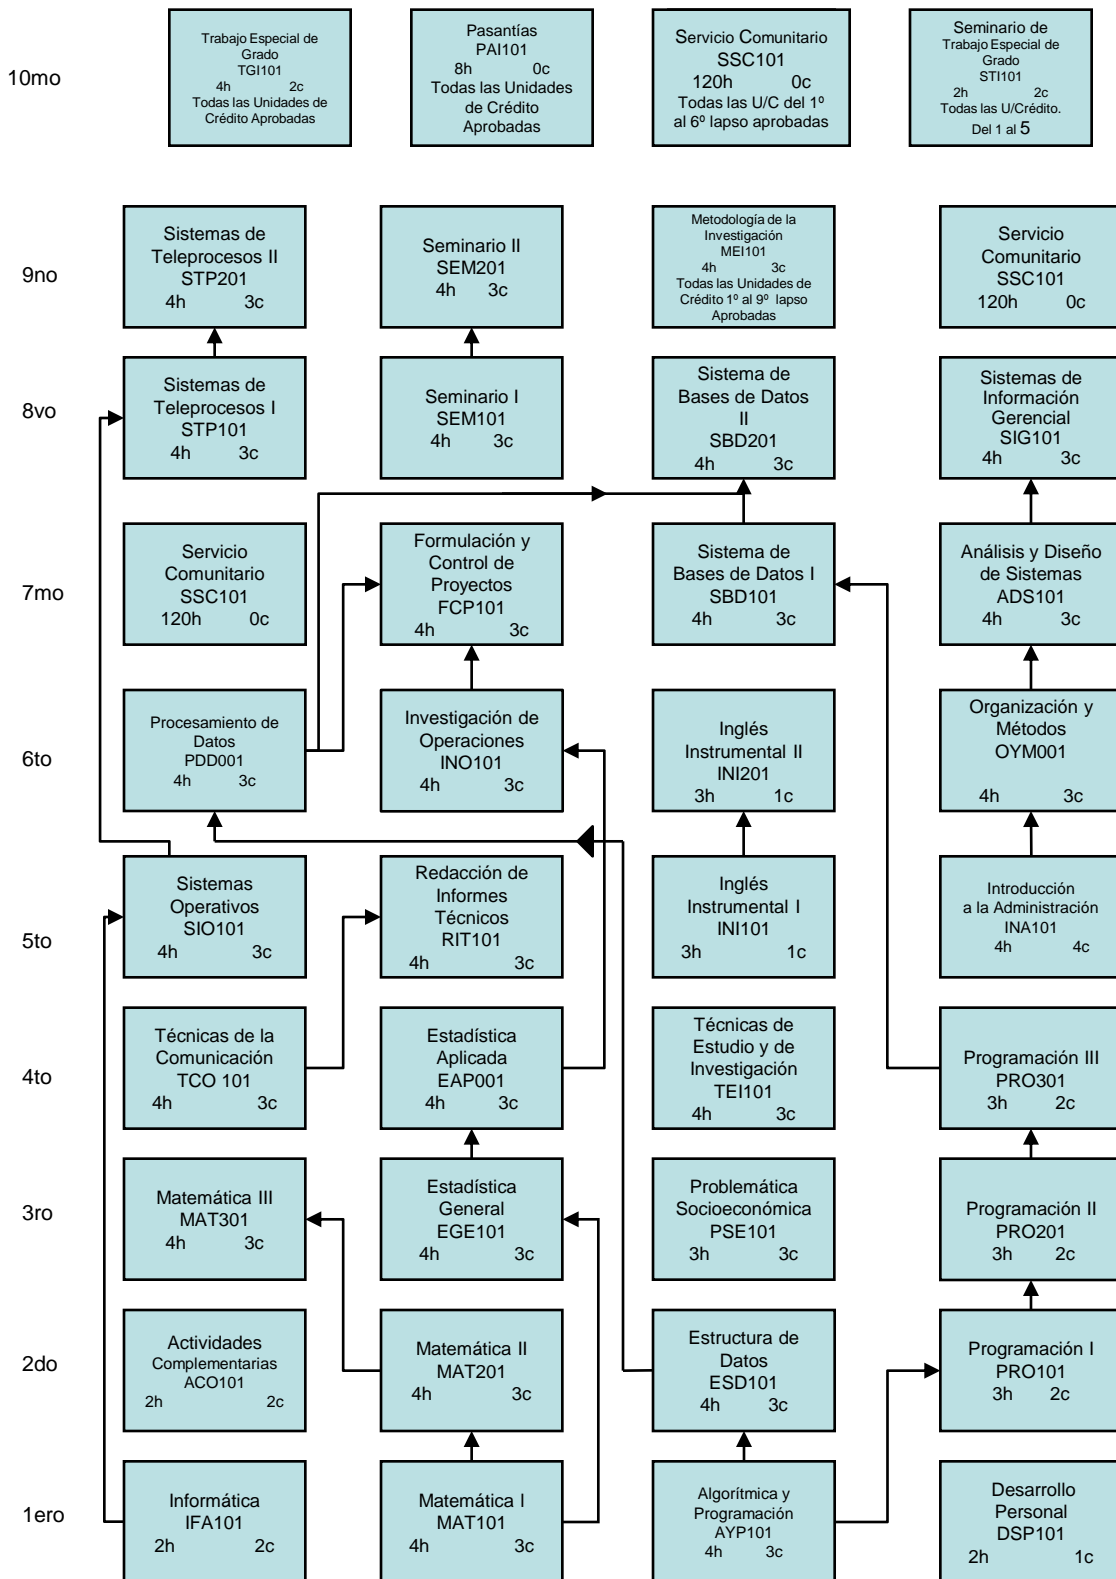 10mo
Trabajo Especial de
Grado
TGI101
4h 2c
Todas las Unidades de
Crédito Aprobadas
Pasantías
PAI101
8h 0c
Todas las Unidades
de Crédito
Aprobadas
Servicio Comunitario
SSC101
120h 0c
Todas las U/C del 1º
al 6º lapso aprobadas
Seminario de
Trabajo Especial de
Grado
STI101
2h 2c
Todas las U/Crédito.
Del 1 al 5
9no
Sistemas de
Teleprocesos II
STP201
4h 3c
Seminario II
SEM201
4h 3c
Metodología de la
Investigación
MEI101
4h 3c
Todas las Unidades de
Crédito 1º al 9º lapso
Aprobadas
Servicio
Comunitario
SSC101
120h 0c
8vo
Sistemas de
Teleprocesos I
STP101
4h 3c
Seminario I
SEM101
4h 3c
Sistema de
Bases de Datos
II
SBD201
4h 3c
Sistemas de
Información
Gerencial
SIG101
4h 3c
7mo
Servicio
Comunitario
SSC101
120h 0c
Formulación y
Control de
Proyectos
FCP101
4h 3c
Sistema de
Bases de Datos I
SBD101
4h 3c
Análisis y Diseño
de Sistemas
ADS101
4h 3c
6to
Procesamiento de
Datos
PDD001
4h 3c
Investigación de
Operaciones
INO101
4h 3c
Inglés
Instrumental II
INI201
3h 1c
Organización y
Métodos
OYM001
4h 3c
5to
Sistemas
Operativos
SIO101
4h 3c
Redacción de
Informes
Técnicos
RIT101
4h 3c
Inglés
Instrumental I
INI101
3h 1c
Introducción
a la Administración
INA101
4h 4c
4to
Técnicas de la
Comunicación
TCO 101
4h 3c
Estadística
Aplicada
EAP001
4h 3c
Técnicas de
Estudio y de
Investigación
TEI101
4h 3c
Programación III
PRO301
3h 2c
3ro
Matemática III
MAT301
4h 3c
Estadística
General
EGE101
4h 3c
Problemática
Socioeconómica
PSE101
3h 3c
Programación II
PRO201
3h 2c
2do
Actividades
Complementarias
ACO101
2h 2c
Matemática II
MAT201
4h 3c
Estructura de
Datos
ESD101
4h 3c
Programación I
PRO101
3h 2c
1ero
Informática
IFA101
2h 2c
Matemática I
MAT101
4h 3c
Algorítmica y
Programación
AYP101
4h 3c
Desarrollo
Personal
DSP101
2h 1c